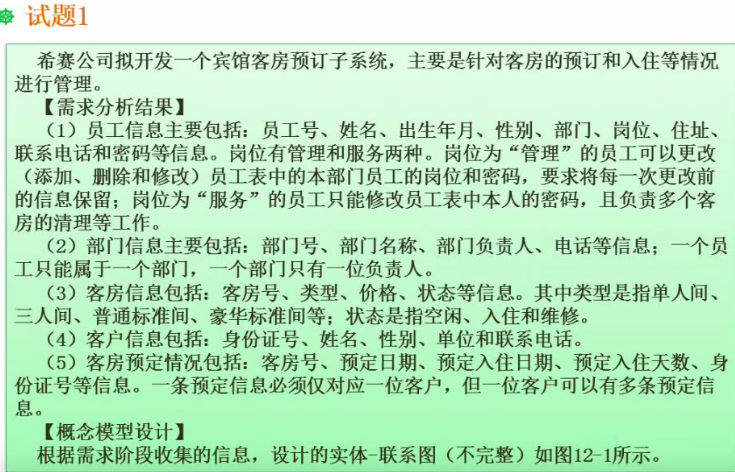 试题1
希赛公司拟开发一个宾馆客房预订子系统，主要是针对客房的预订和入住等情况
进行管理。
【需求分析结果】
（1）员工信息主要包括：员工号、姓名、出生年月、性别、部门、岗位、住址、
联系电话和密码等信息。岗位有管理和服务两种。岗位为“管理”的员工可以更改
（添加、删除和修改）员工表中的本部门员工的岗位和密码，要求将每一次更改前
的信息保留；岗位为“服务”的员工只能修改员工表中本人的密码，且负责多个客
房的清理等工作。
（2）部门信息主要包括：部门号、部门名称、部门负责人、电话等信息；一个员
工只能属于一个部门，一个部门只有一位负责人。
（3）客房信息包括：客房号、类型、价格、状态等信息。其中类型是指单人间、
三人间、普通标准间、豪华标准间等；状态是指空闲、入住和维修。
（4）客户信息包括：身份证号、姓名、性别、单位和联系电话。
（5）客房预定情况包括：客房号、预定日期、预定入住日期、预定入住天数、身
份证号等信息。一条预定信息必须仅对应一位客户，但一位客户可以有多条预定信
息。
【概念模型设计】
根据需求阶段收集的信息，设计的实体-联系图（不完整）如图12-1所示。